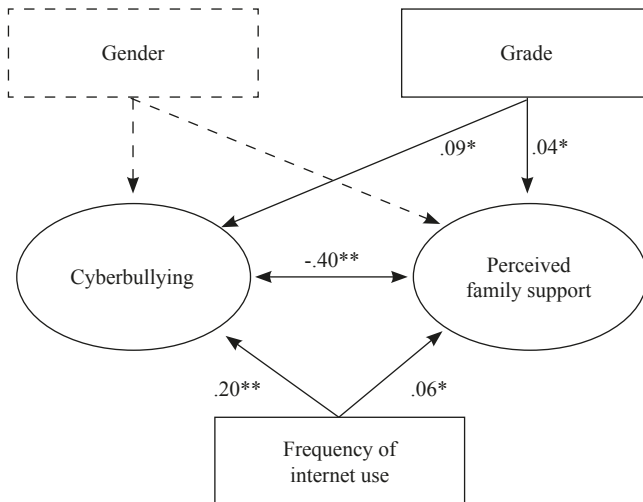 Gender
Grade
.09*
.04*
Cyberbullying
-.40**
Perceived
family support
.20**
.06*
Frequency of
internet use